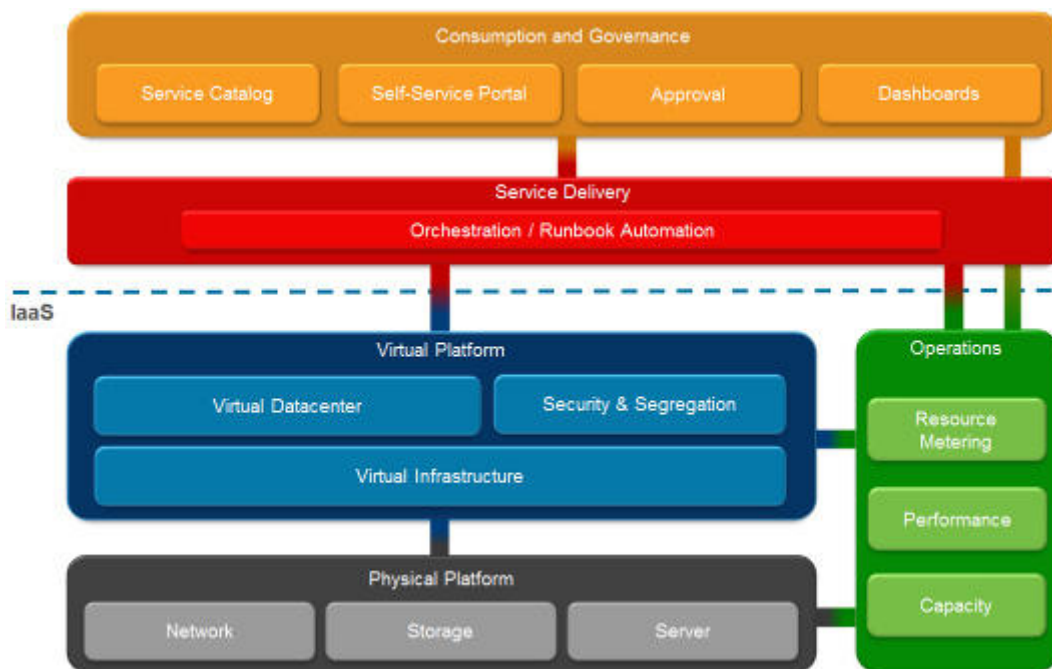 Consumption and Governance
Service Catalog
Self-Service Portal
Approval
Dashboards
Service Delivery
Orchestration / Runbook Automation
IaaS
Virtual Platform
Virtual Datacenter
Security & Segregation
Virtual Infrastructure
Operations
Resource
Metering
Performance
Capacity
Physical Platform
Network
Storage
Server